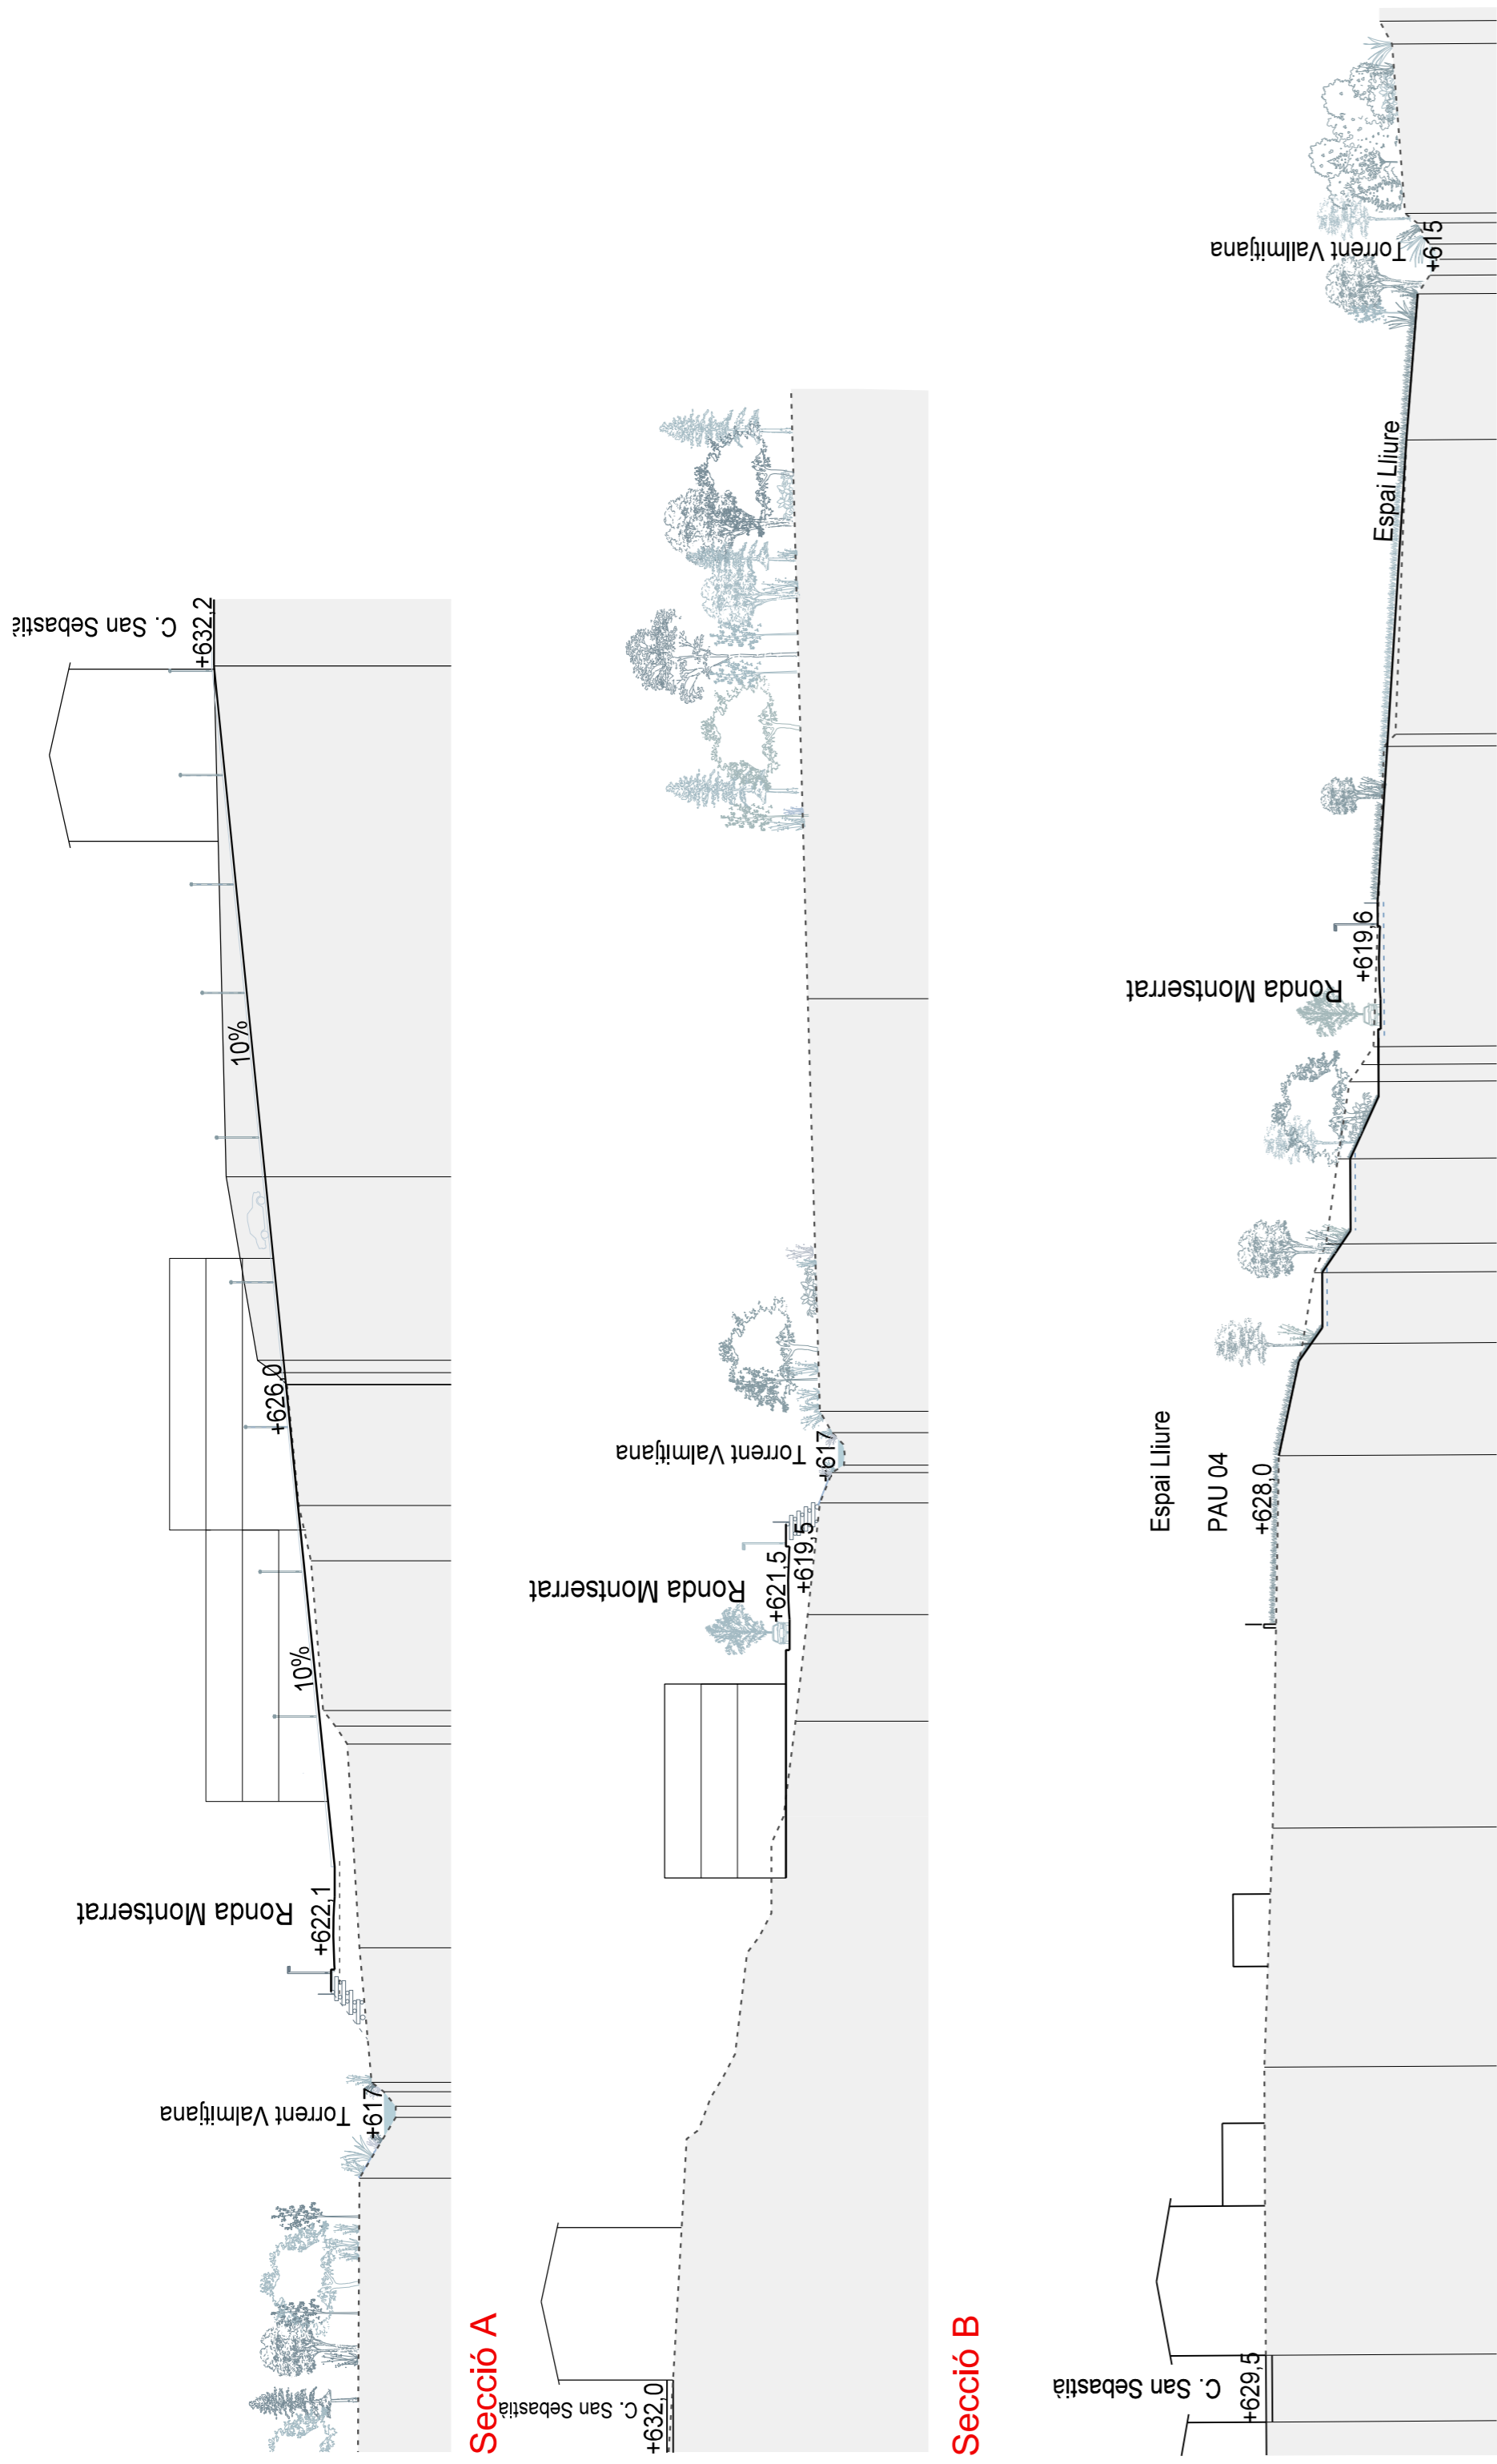 Torrent Valmitjana
+617
Ronda Montserrat
+622,1
10%
+626,0
10%
C. San Sebastià
+632,2
Secció A
C. San Sebastià
+632,0
Ronda Montserrat
+621,5
+619,5
Torrent Valmitjana
+617
Secció B
C. San Sebastià
+629,5
Espai Lliure
PAU 04
+628,0
Ronda Montserrat
+619,6
Espai Lliure
Torrent Vallmitjana
+615